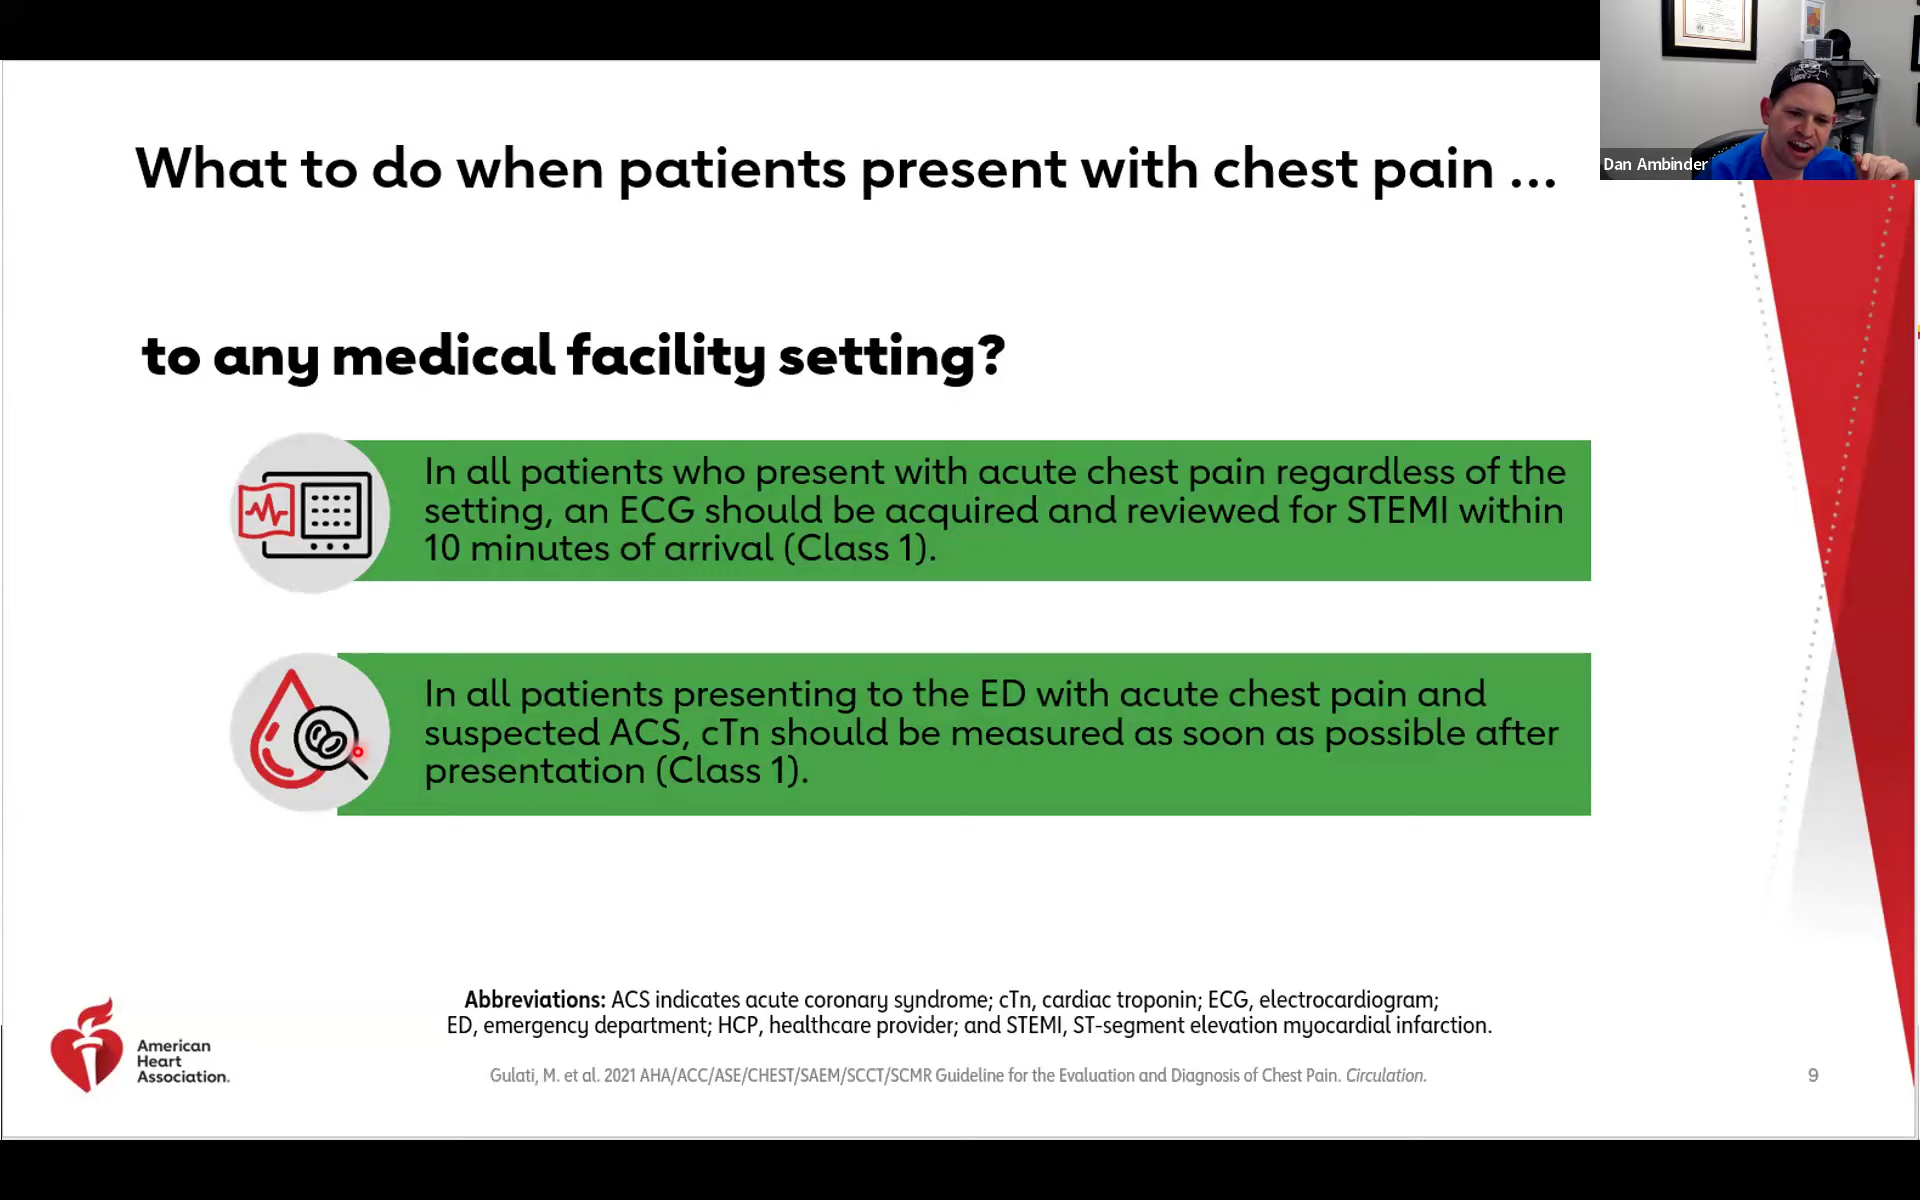 Dan Ambinder
What to do when patients present with chest pain ...
to any medical facility setting?
In all patients who present with acute chest pain regardless of the
setting, an ECG should be acquired and reviewed for STEMI within
10 minutes of arrival (Class 1).
In all patients presenting to the ED with acute chest pain and
suspected ACS, cTn should be measured as soon as possible after
presentation (Class 1).
Abbreviations: ACS indicates acute coronary syndrome; cTn, cardiac troponin; ECG, electrocardiogram;
ED, emergency department; HCP, healthcare provider; and STEMI, ST-segment elevation myocardial infarction.
American
Heart
Association.
Gulati, M. et al. 2021 AHA/ACC/ASE/CHEST/SAEM/SCCT/SCMR Guideline for the Evaluation and Diagnosis of Chest Pain. Circulation.
9